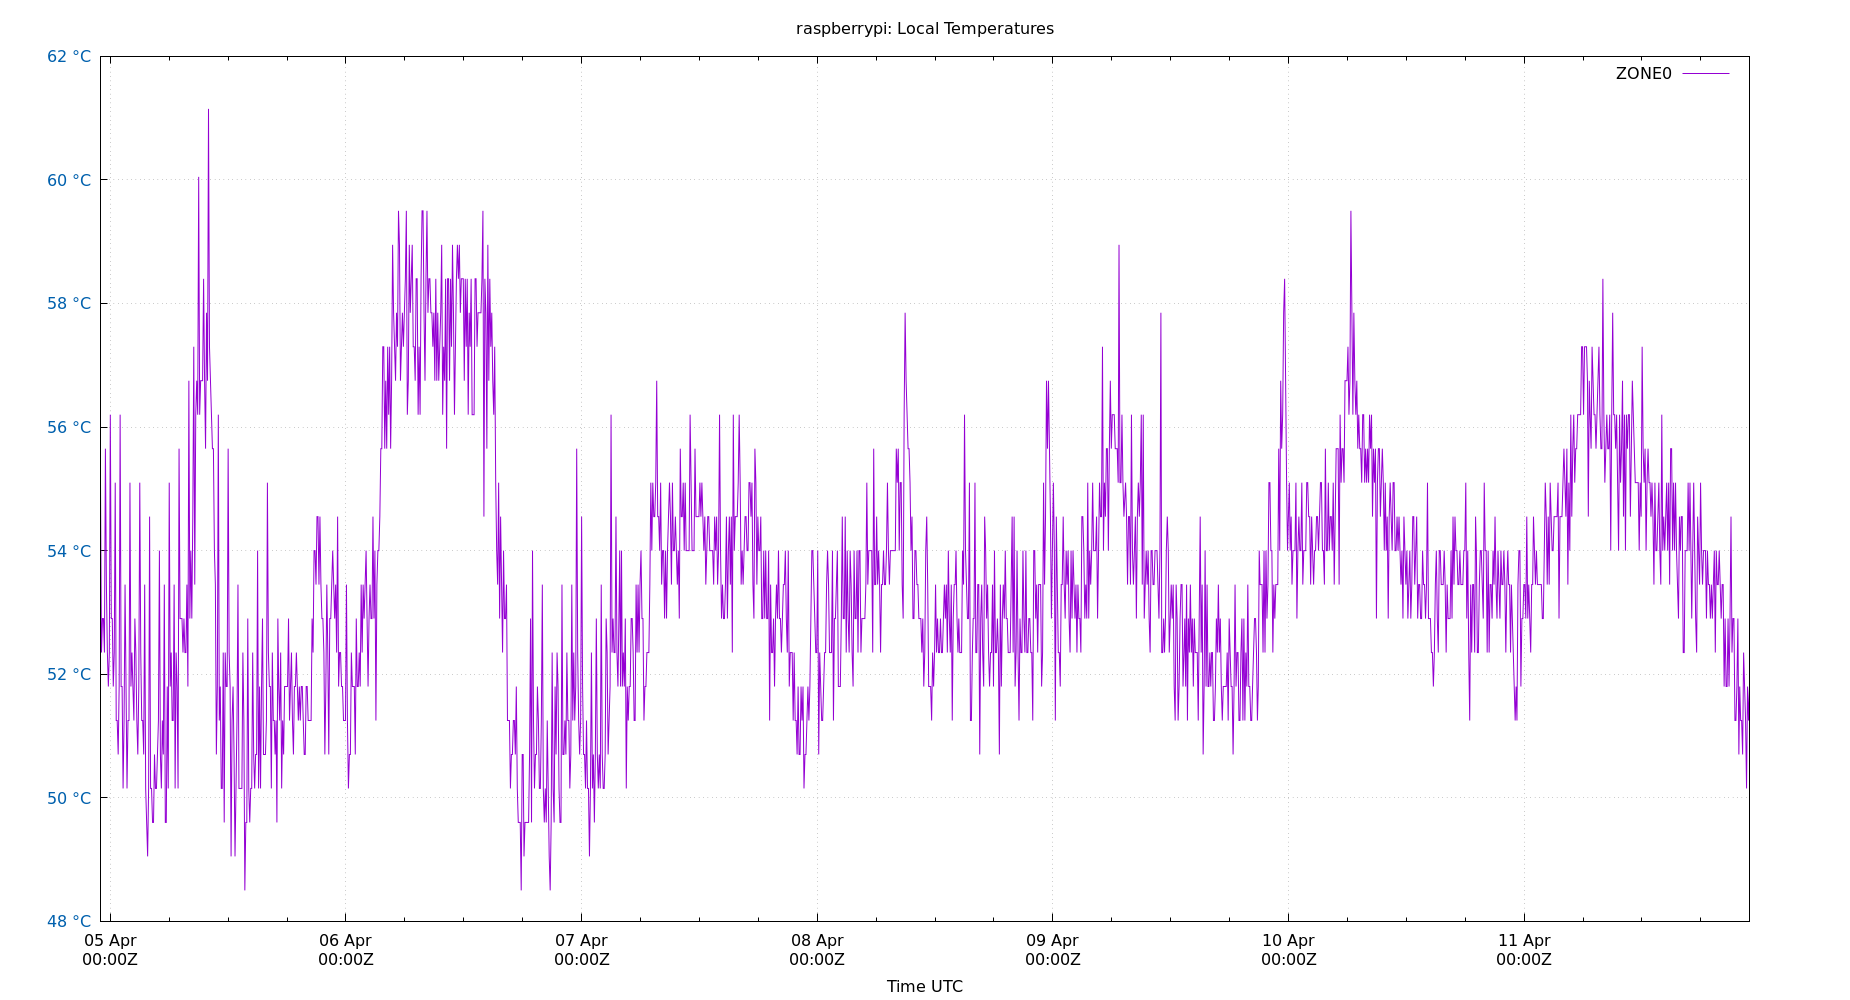 raspberrypi: Local Temperatures
ZONE0
62 °C
60 °C
58 °C
56 °C
54 °C
52 °C
50 °C
48 °C
05 Apr 06 Apr 07 Apr 08 Apr 09 Apr 10 Apr 11 Apr
00:00Z 00:00Z 00:00Z 00:00Z 00:00Z 00:00Z 00:00Z
Time UTC